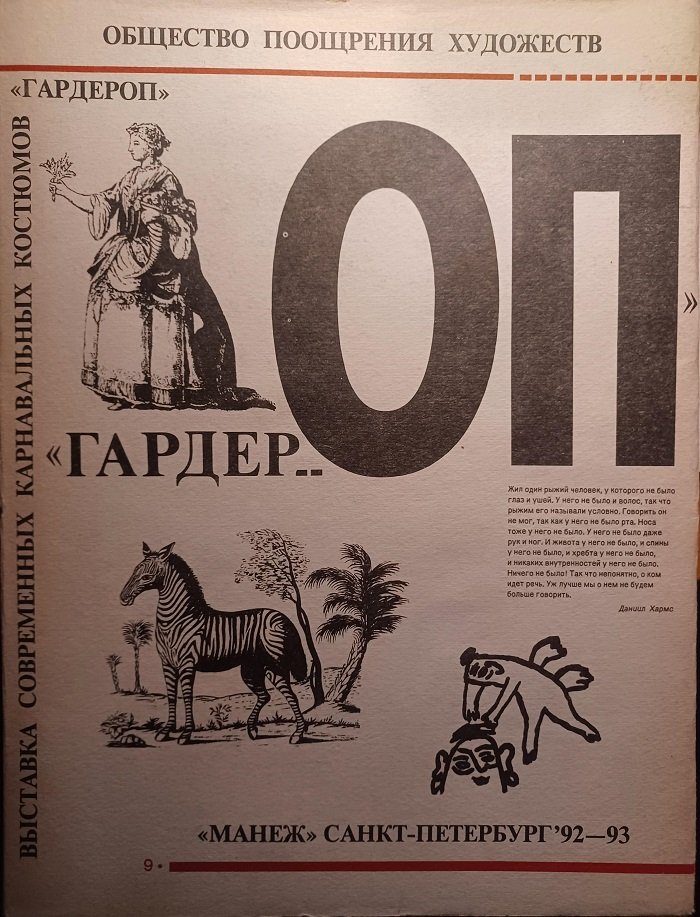 ОБЩЕСТВО ПООЩРЕНИЯ ХУДОЖЕСТВ
«ГАРДЕРОП»
ВЫСТАВКА СОВРЕМЕННЫХ КАРНАВАЛЬНЫХ КОСТЮМОВ
«ГАРДЕР..ОП»
Жил один рыжий человек, у которого не было
глаз и ушей. У него не было и волос, так что
рыжим его называли условно. Говорить он
не мог, так как у него не было рта. Носа
тоже у него не было. У него не было даже
рук и ног. И живота у него не было, и спины
у него не было, и хребта у него не было,
и никаких внутренностей у него не было.
Ничего не было! Так что непонятно, о ком
идет речь. Уж лучше мы о нем не будем
больше говорить.
Даниил Хармс
«МАНЕЖ» САНКТ-ПЕТЕРБУРГ'92—93
9•